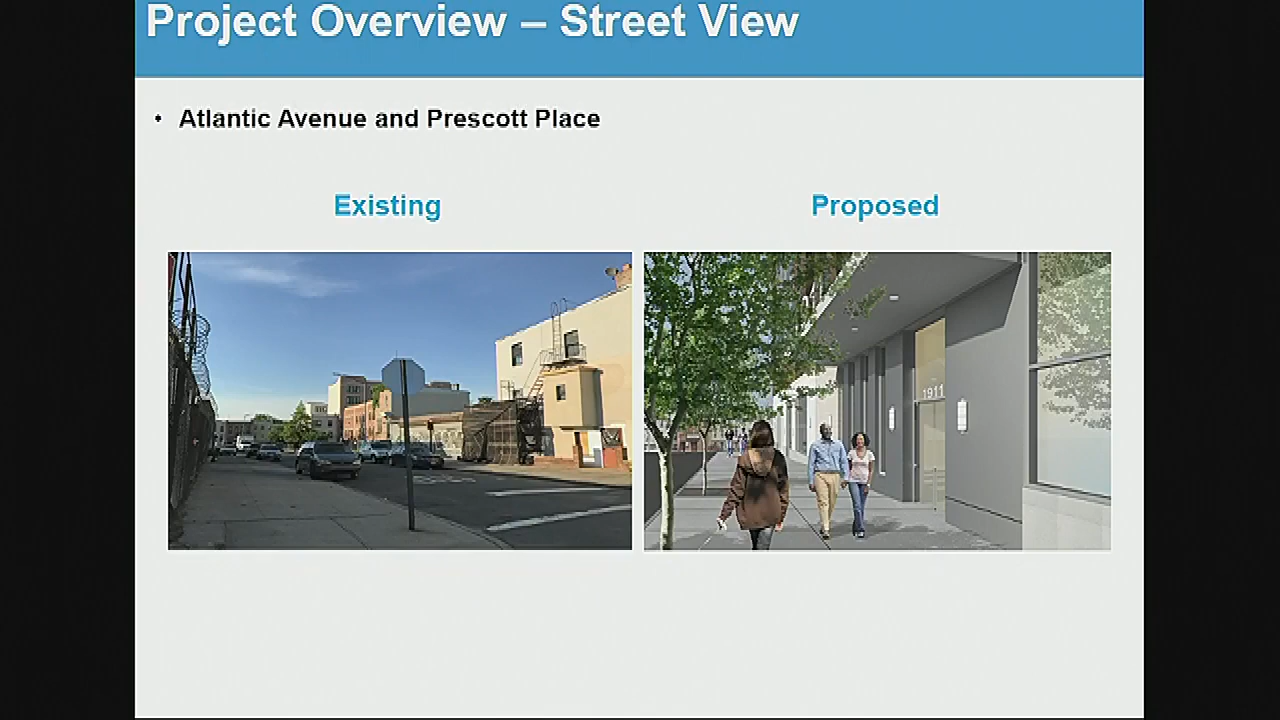 Project Overview – Street View
• Atlantic Avenue and Prescott Place
Existing
Proposed
1911